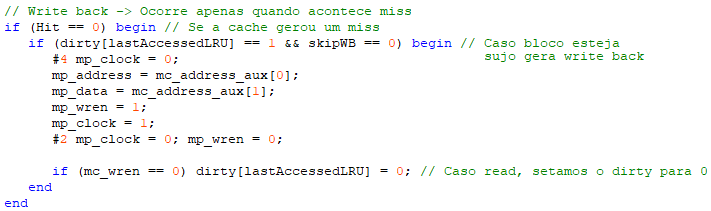 // Write back -> Ocorre apenas quando acontece miss
if (Hit == 0) begin // Se a cache gerou um miss
   if (dirty[lastAccessedLRU] == 1 && skipWB == 0) begin // Caso bloco esteja
      #4 mp_clock = 0;                                      sujo gera write back
      mp_address = mc_address_aux[0];
      mp_data = mc_address_aux[1];
      mp_wren = 1;
      mp_clock = 1;
      #2 mp_clock = 0; mp_wren = 0;

      if (mc_wren == 0) dirty[lastAccessedLRU] = 0; // Caso read, setamos o dirty para 0
   end
end